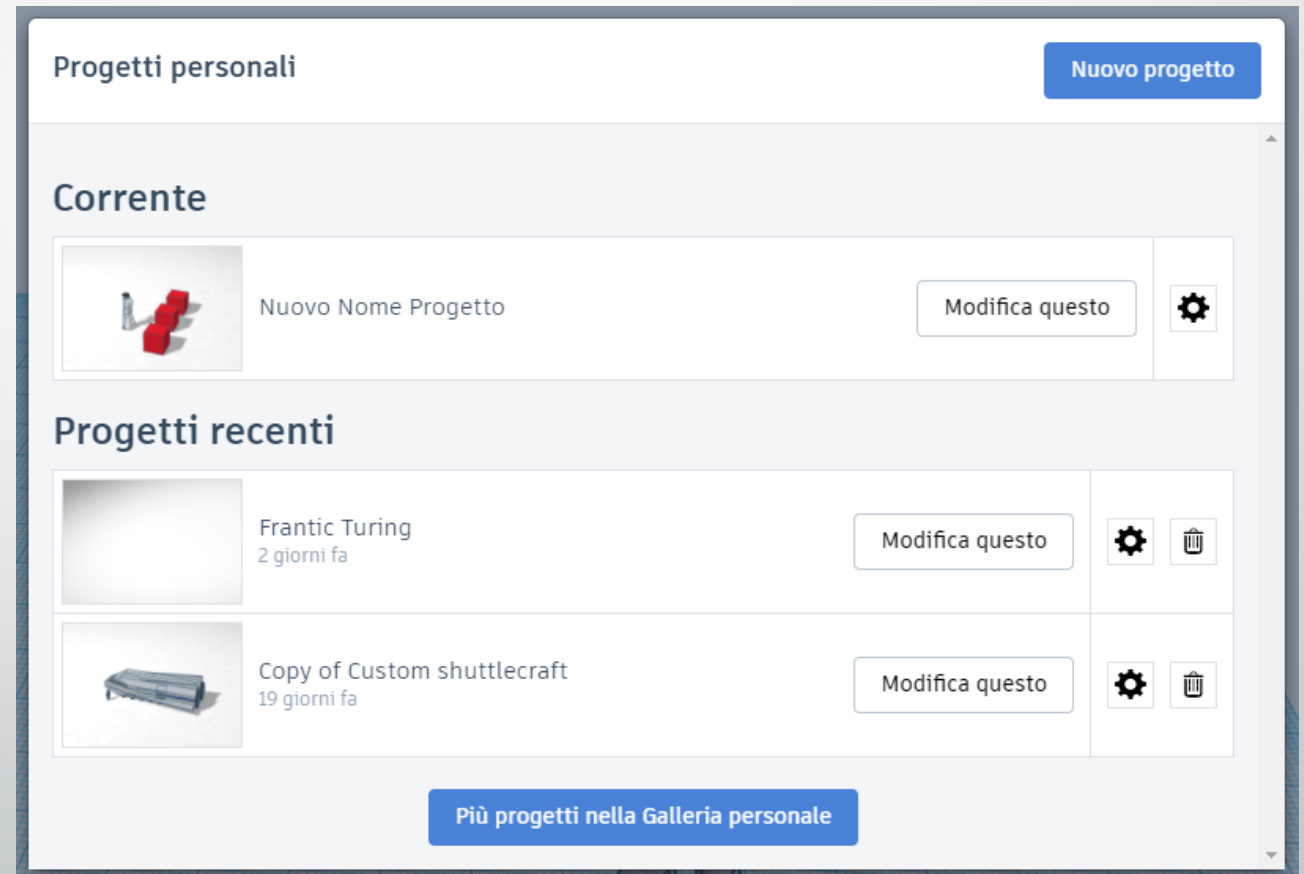 Progetti personali
Nuovo progetto
Corrente
Nuovo Nome Progetto
Modifica questo
Progetti recenti
Frantic Turing
2 giorni fa
Modifica questo
Copy of Custom shuttlecraft
19 giorni fa
Modifica questo
Più progetti nella Galleria personale